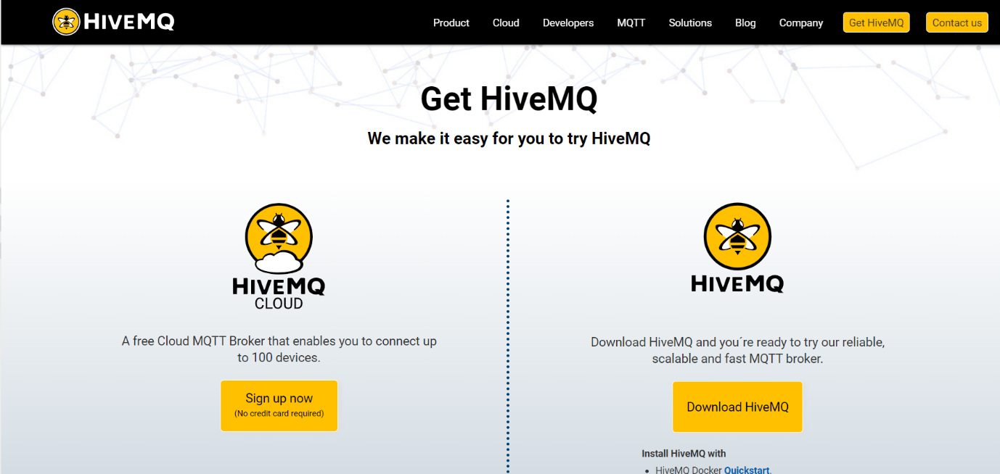 HIVEMQ
Product Cloud Developers MQTT Solutions Blog Company Get HiveMQ Contact us
Get HiveMQ
We make it easy for you to try HiveMQ
HIVEMQ
CLOUD
A free Cloud MQTT Broker that enables you to connect up
to 100 devices.
Sign up now
(No credit card required)
HIVEMQ
Download HiveMQ and you´re ready to try our reliable,
scalable and fast MQTT broker.
Download HiveMQ
Install HiveMQ with
• HiveMQ Docker Quickstart.